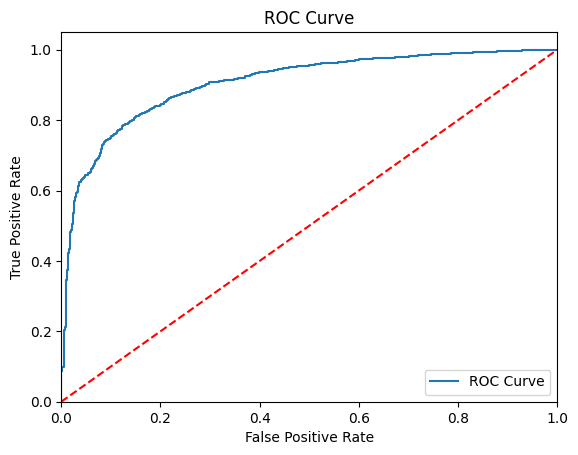 ROC Curve
1.0
0.8
0.6
0.4
0.2
0.0
True Positive Rate
0.0 0.2 0.4 0.6 0.8 1.0
False Positive Rate
ROC Curve